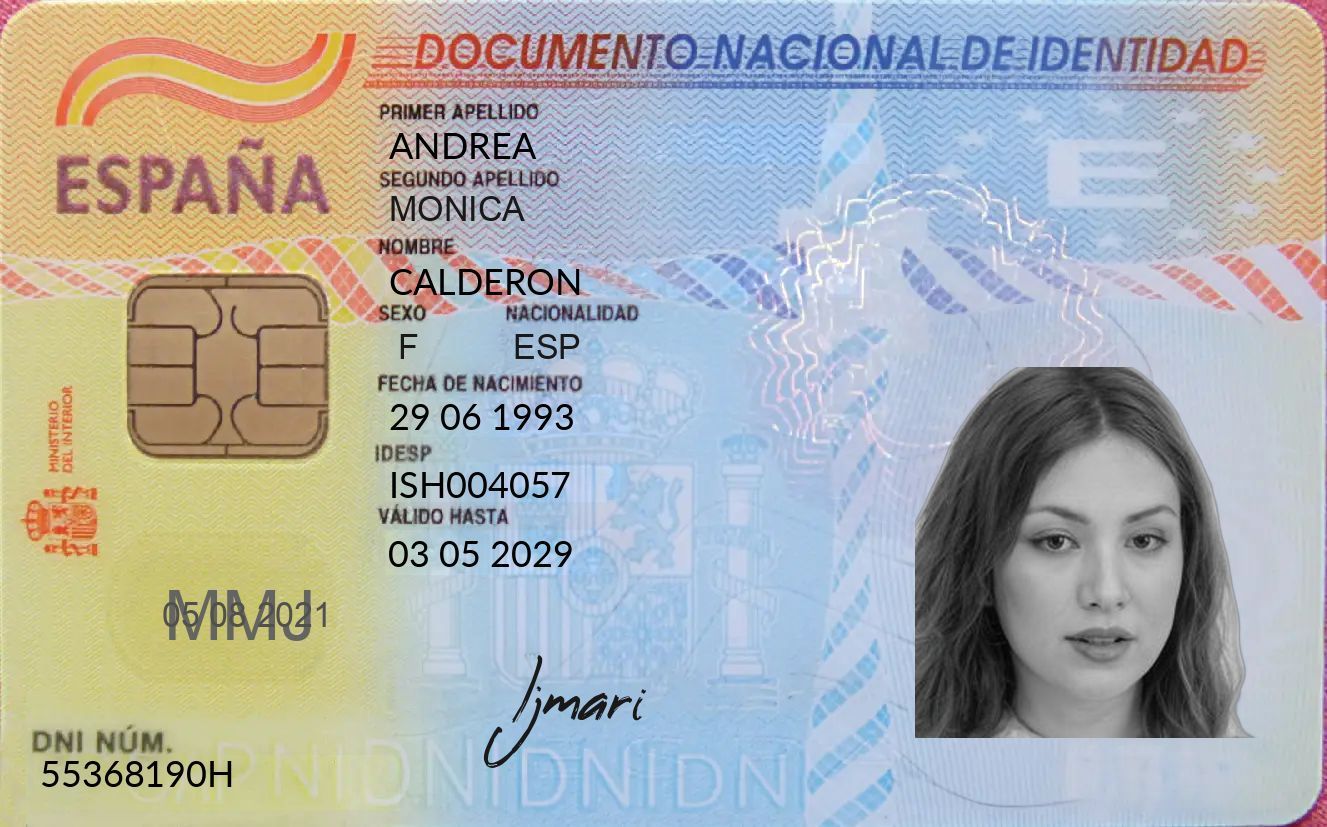 DOCUMENTO NACIONAL DE IDENTIDAD
ESPAÑA
PRIMER APELLIDO
ANDREA
SEGUNDO APELLIDO
MONICA
NOMBRE
CALDERON
SEXO NACIONALIDAD
F ESP
FECHA DE NACIMIENTO
29 06 1993
IDESP
ISH004057
VÁLIDO HASTA
03 05 2029
MINISTERIO
DEL INTERIOR
E
MMJ
05 08 2021
Jjmari
DNI NÚM.
55368190H
DNIDNIDNI